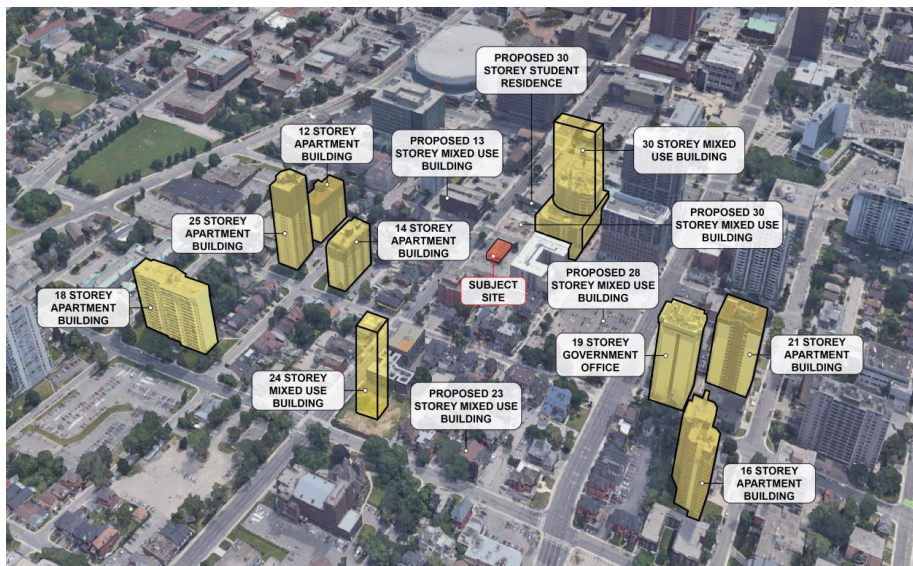 PROPOSED 30
STOREY STUDENT
RESIDENCE
12 STOREY
APARTMENT
BUILDING
PROPOSED 13
STOREY MIXED USE
BUILDING
30 STOREY MIXED
USE BUILDING
25 STOREY
APARTMENT
BUILDING
14 STOREY
APARTMENT
BUILDING
PROPOSED 30
STOREY MIXED USE
BUILDING
SUBJECT
SITE
PROPOSED 28
STOREY MIXED USE
BUILDING
18 STOREY
APARTMENT
BUILDING
19 STOREY
GOVERNMENT
OFFICE
21 STOREY
APARTMENT
BUILDING
24 STOREY
MIXED USE
BUILDING
PROPOSED 23
STOREY MIXED USE
BUILDING
16 STOREY
APARTMENT
BUILDING